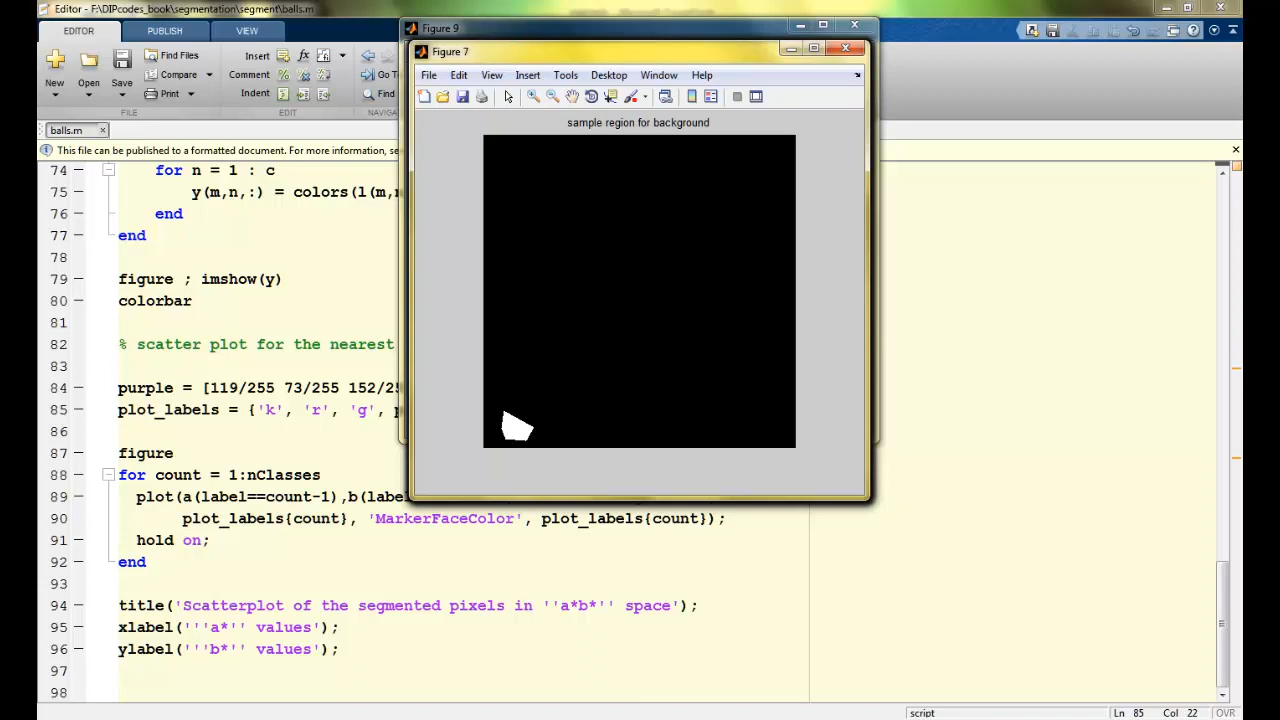 Editor - F:\DIPcodes_book\segmentation\segment\balls.m
EDITOR PUBLISH VIEW
Figure 9
Figure 7
File Edit View Insert Tools Desktop Window Help
New Open Save
Find Files
Compare
Print
FILE
Insert
Comment
Indent
EDIT
Go To
Find
balls.m ×
This file can be published to a formatted document. For more information, se
sample region for background
74 for n = 1 : c
75 y(m,n,:) = colors(l(m,n
76 end
77 end
78
79 figure ; imshow(y)
80 colorbar
81
82 % scatter plot for the nearest
83
84 purple = [119/255 73/255 152/25
85 plot_labels = {'k', 'r', 'g', p
86
87 figure
88 for count = 1:nClasses
89 plot(a(label==count-1),b(labe
90 plot_labels{count}, 'MarkerFaceColor', plot_labels{count});
91 hold on;
92 end
93
94 title('Scatterplot of the segmented pixels in ''a*b*'' space');
95 xlabel('''a*'' values');
96 ylabel('''b*'' values');
97
98
script Ln 85 Col 22 OVR